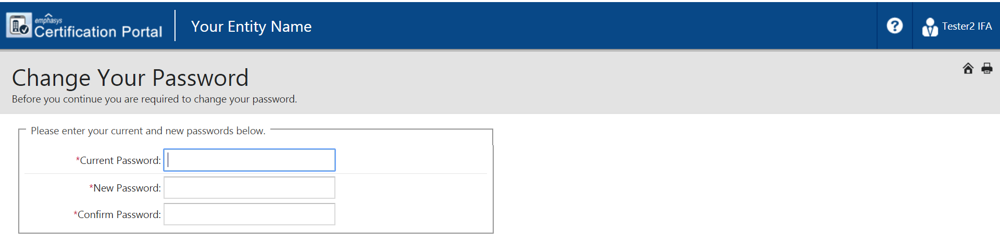 emphasys
Certification Portal
Your Entity Name
?
Tester2 IFA
Change Your Password
Before you continue you are required to change your password.
Please enter your current and new passwords below.
*Current Password:
*New Password:
*Confirm Password: